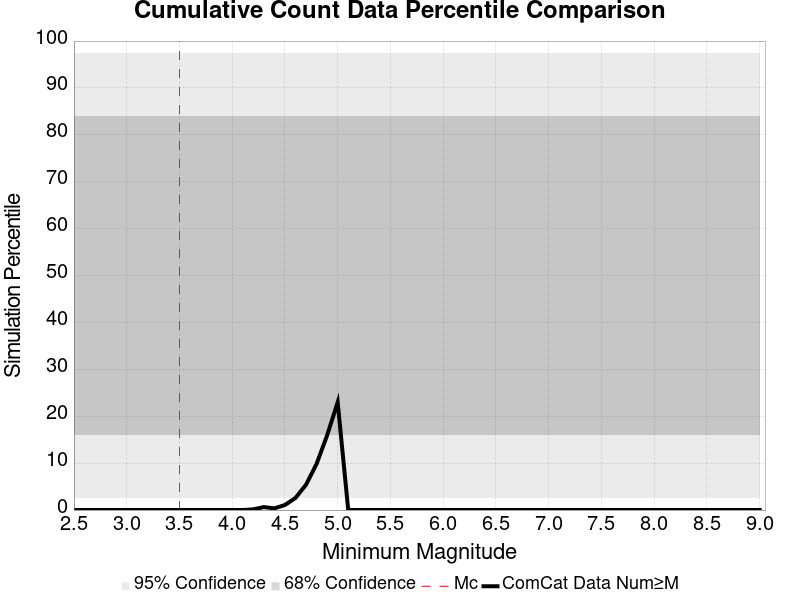 Cumulative Count Data Percentile Comparison
100
90
80
70
60
50
40
30
20
10
0
Simulation Percentile
2.5 3.0 3.5 4.0 4.5 5.0 5.5 6.0 6.5 7.0 7.5 8.0 8.5 9.0
Minimum Magnitude
95% Confidence 68% Confidence Mc ComCat Data Num≥M